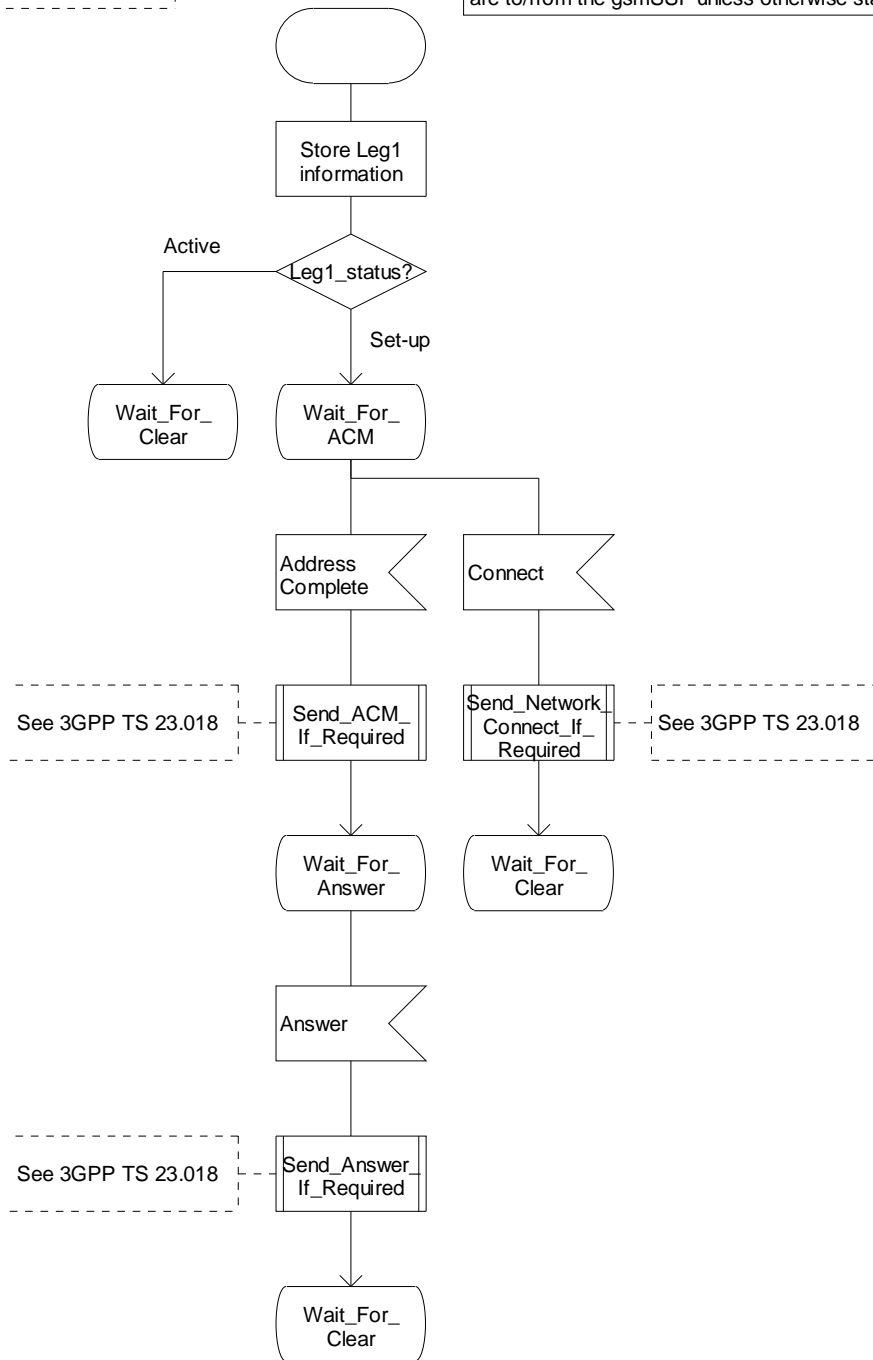 are to/from the gsmSSF unless otherwise
Store Leg1
information
Active
Leg1_status?
Set-up
Wait_For_
Clear
Wait_For_
ACM
Address
Complete
Connect
See 3GPP TS 23.018
Send_ACM_
If_Required
Send_Network_
Connect_If_
Required
See 3GPP TS 23.018
Wait_For_
Answer
Wait_For_
Clear
Answer
See 3GPP TS 23.018
Send_Answer_
If_Required
Wait_For_
Clear